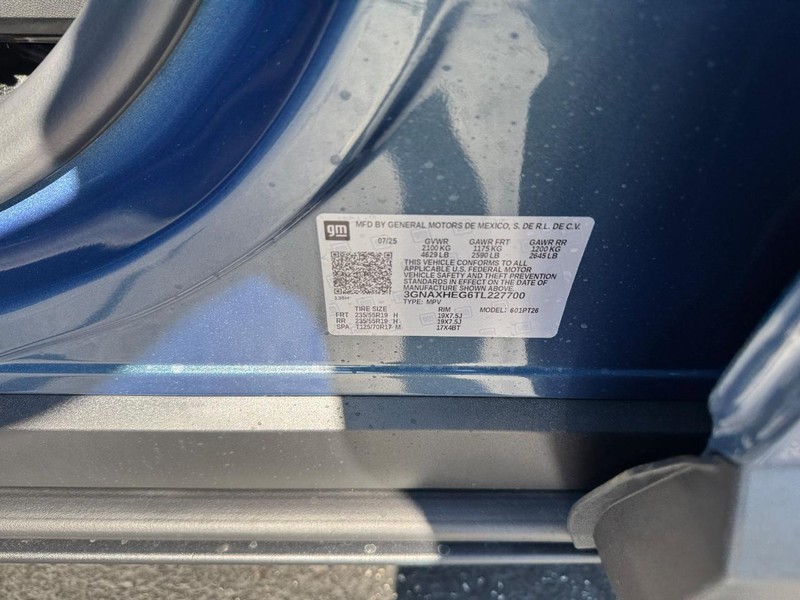 gm MFD BY GENERAL MOTORS DE MEXICO, S. DE R.L. DE C.V.
07/25 GVWR GAWR FRT GAWR RR
2100 KG 1175 KG 1200 KG
4629 LB 2590 LB 2645 LB
THIS VEHICLE CONFORMS TO ALL
APPLICABLE U.S. FEDERAL MOTOR
VEHICLE SAFETY AND THEFT PREVENTION
STANDARDS IN EFFECT ON THE DATE OF
MANUFACTURE SHOWN ABOVE.
3GNAXHEG6TL227700
TYPE: MPV
TIRE SIZE RIM MODEL: 601PT26
FRT 235/55R19 H 19X7.5J
RR 235/55R19 H 19X7.5J
SPA T125/70R17 M 17X4BT